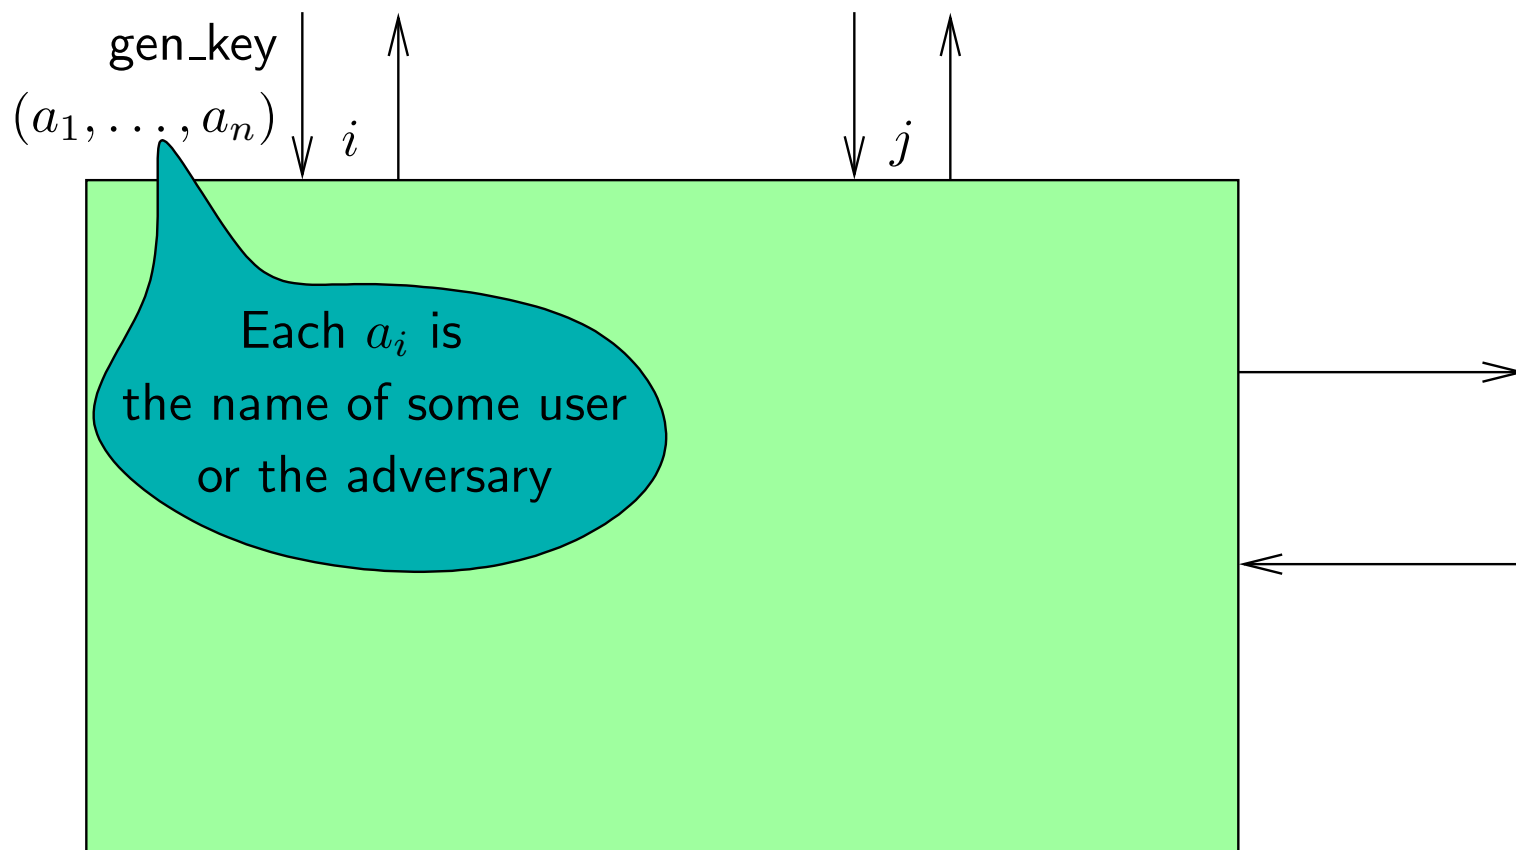 gen_key
(a₁, . . . , aₙ)
i
j
Each aᵢ is
the name of some user
or the adversary